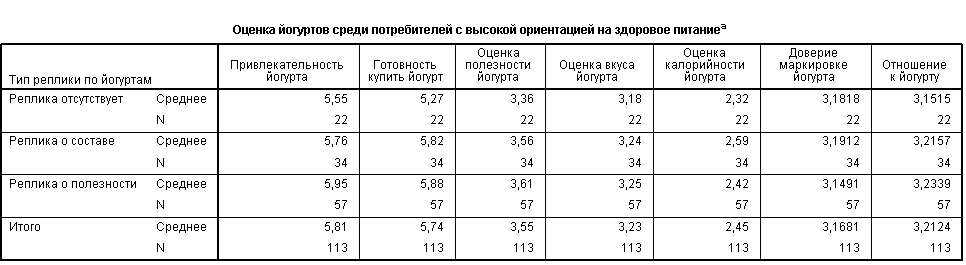 Оценка йогуртов среди потребителей с высокой ориентацией на здоровое питание a
Тип реплики по йогуртам Привлекательность йогурта Готовность купить йогурт Оценка полезности йогурта Оценка вкуса йогурта Оценка калорийности йогурта Доверие маркировке йогурта Отношение к йогурту
Реплика отсутствует Среднее 5,55 5,27 3,36 3,18 2,32 3,1818 3,1515
N 22 22 22 22 22 22 22
Реплика о составе Среднее 5,76 5,82 3,56 3,24 2,59 3,1912 3,2157
N 34 34 34 34 34 34 34
Реплика о полезности Среднее 5,95 5,88 3,61 3,25 2,42 3,1491 3,2339
N 57 57 57 57 57 57 57
Итого Среднее 5,81 5,74 3,55 3,23 2,45 3,1681 3,2124
N 113 113 113 113 113 113 113